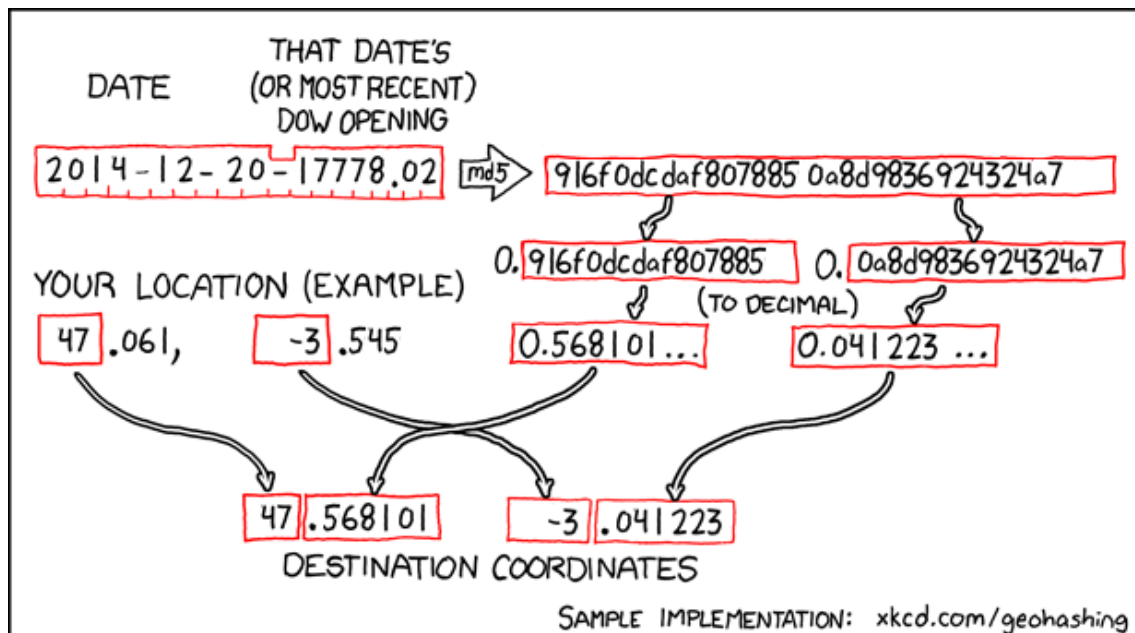 DATE
THAT DATE'S
(OR MOST RECENT)
DOW OPENING
2014-12-20-17778.02
md5
916f0dcdaf8078850a8d9836924324a7
0.916f0dcdaf807885
0.0a8d9836924324a7
(TO DECIMAL)
YOUR LOCATION (EXAMPLE)
47.061, -3.545
0.568101...
0.041223...
47.568101 -3.041223
DESTINATION COORDINATES
SAMPLE IMPLEMENTATION: xkcd.com/geohashing